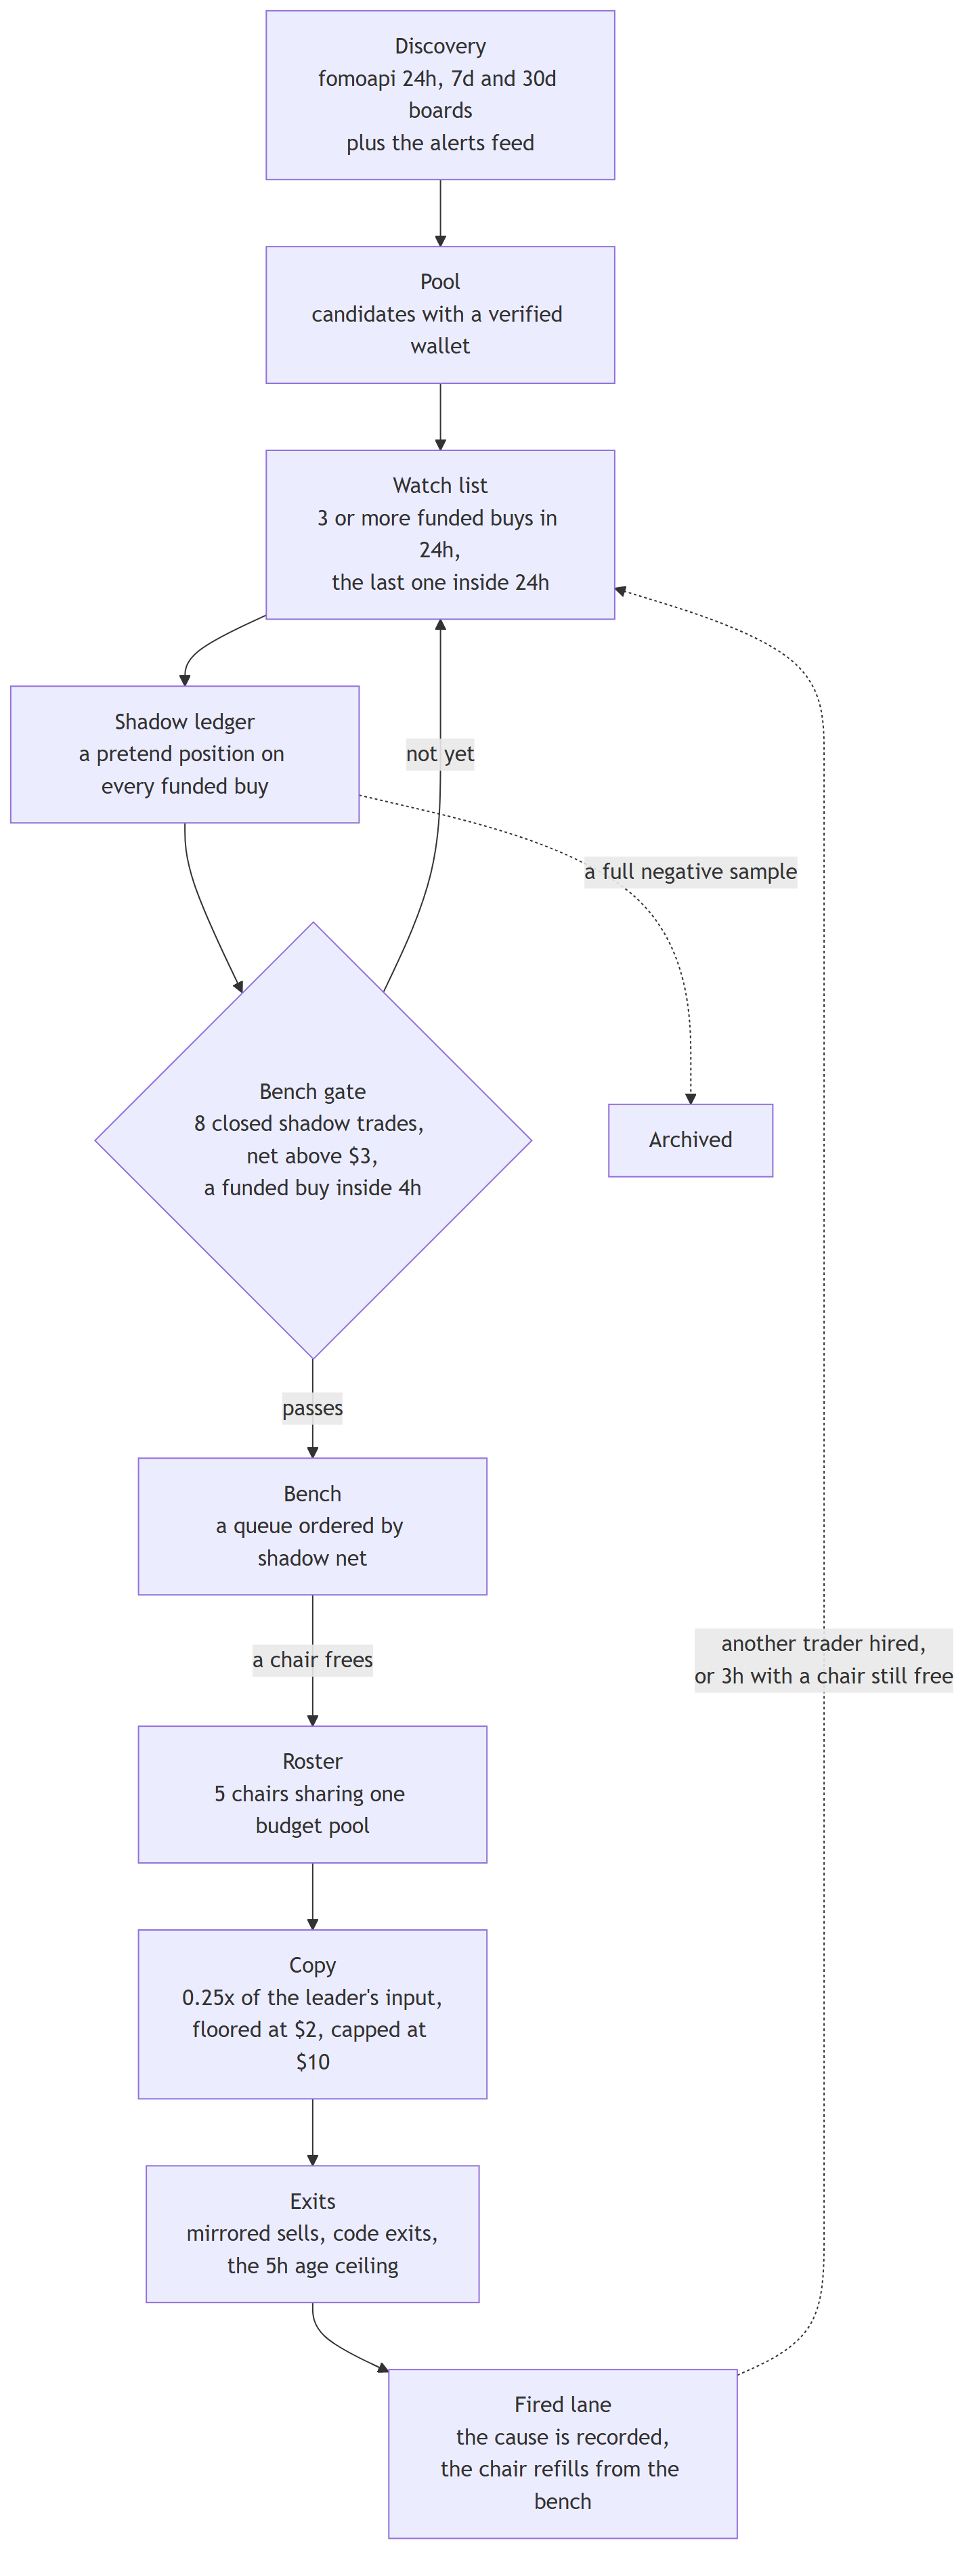 Discovery
fomoapi 24h, 7d and 30d
boards
plus the alerts feed
Pool
candidates with a verified
wallet
Watch list
3 or more funded buys in
24h,
the last one inside 24h
Shadow ledger
a pretend position on
every funded buy
not yet
a full negative sample
Bench gate
8 closed shadow trades,
net above $3,
a funded buy inside 4h
Archived
passes
Bench
a queue ordered by
shadow net
a chair frees
another trader hired,
or 3h with a chair still free
Roster
5 chairs sharing one
budget pool
Copy
0.25x of the leader's input,
floored at $2, capped at
$10
Exits
mirrored sells, code exits,
the 5h age ceiling
Fired lane
the cause is recorded,
the chair refills from the
bench